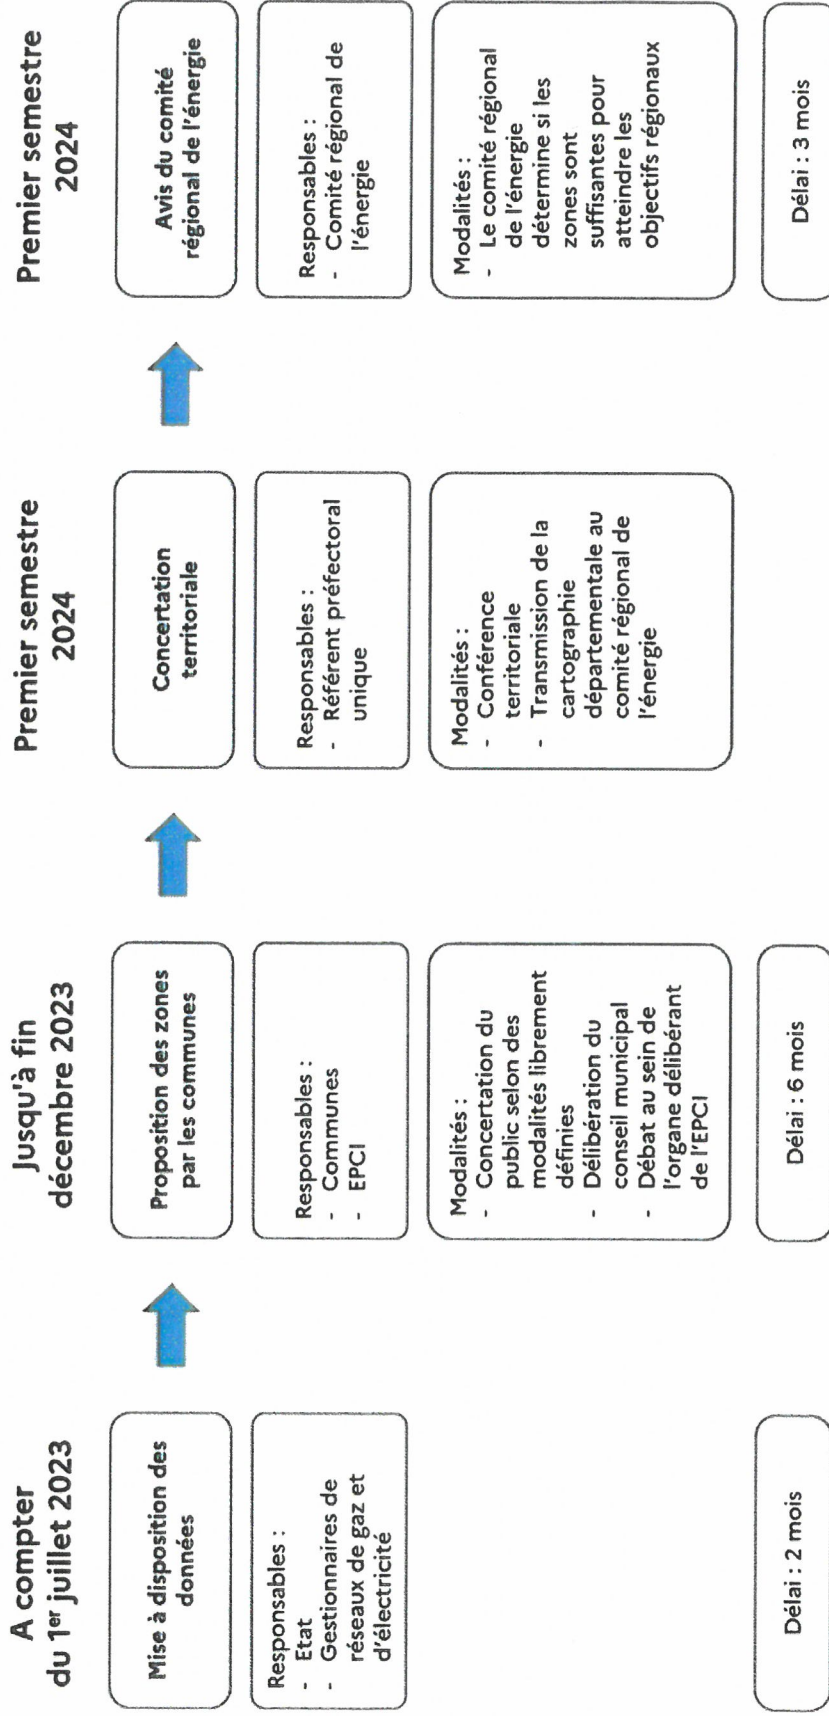 A compter
du 1er juillet 2023
Mise à disposition des
données
Responsables :
- Etat
- Gestionnaires de
réseaux de gaz et
d'électricité
Délai : 2 mois
Jusqu'à fin
décembre 2023
Proposition des zones
par les communes
Responsables :
- Communes
- EPCI
Modalités :
- Concertation du
public selon des
modalités librement
définies
- Délibération du
conseil municipal
- Débat au sein de
l'organe délibérant
de l'EPCI
Délai : 6 mois
Premier semestre
2024
Concertation
territoriale
Responsables :
- Référent préfectoral
unique
Modalités :
- Conférence
territoriale
- Transmission de la
cartographie
départementale au
comité régional de
l'énergie
Premier semestre
2024
Avis du comité
régional de l'énergie
Responsables :
- Comité régional de
l'énergie
Modalités :
- Le comité régional
de l'énergie
détermine si les
zones sont
suffisantes pour
atteindre les
objectifs régionaux
Délai : 3 mois